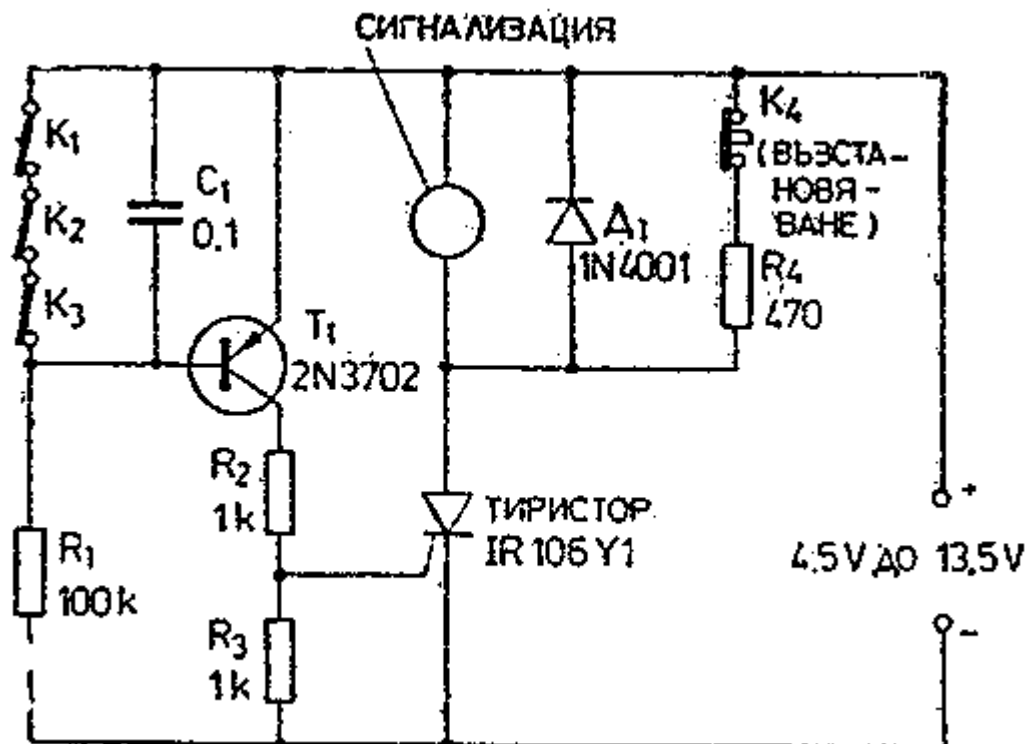 СИГНАЛИЗАЦИЯ
K1
K2
K3
C1
0.1
T1
2N3702
Д1
1N4001
K4
(ВЪЗСТА-
НОВЯ-
ВАНЕ)
R4
470
R2
1k
R1
100k
R3
1k
ТИРИСТОР
IR 106 Y1
+
4.5V ДО 13.5V
−